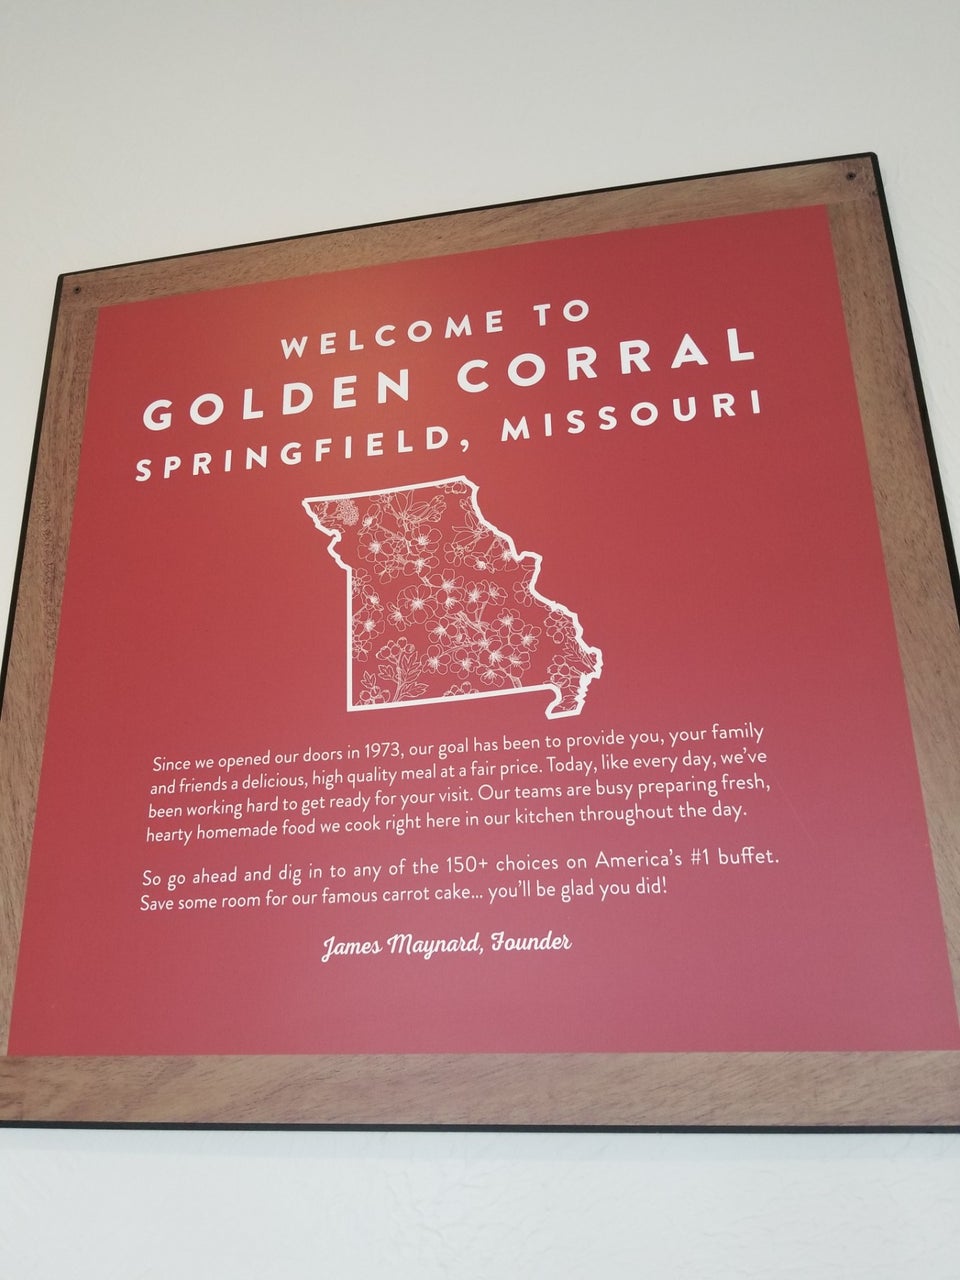 WELCOME TO
GOLDEN CORRAL
SPRINGFIELD, MISSOURI
Since we opened our doors in 1973, our goal has been to provide you, your family
and friends a delicious, high quality meal at a fair price. Today, like every day, we've
been working hard to get ready for your visit. Our teams are busy preparing fresh,
hearty homemade food we cook right here in our kitchen throughout the day.
So go ahead and dig in to any of the 150+ choices on America's #1 buffet.
Save some room for our famous carrot cake... you'll be glad you did!
James Maynard, Founder